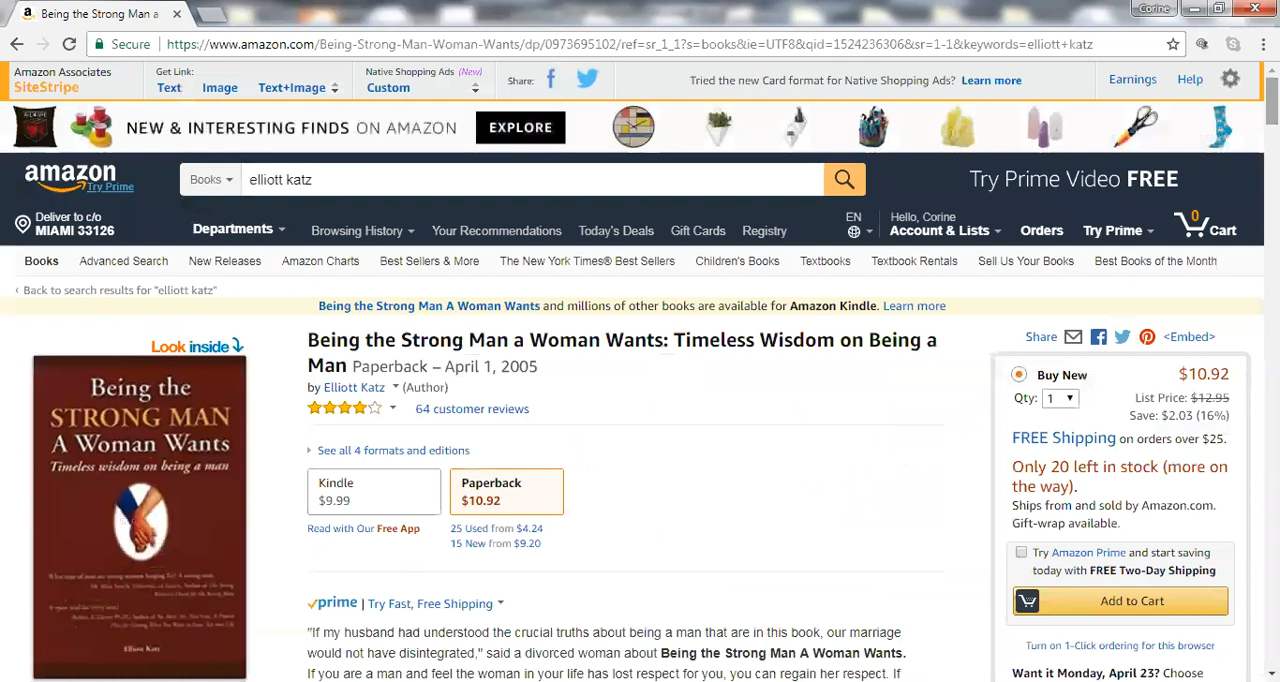 Being the Strong Man a
Corine
Secure
https://www.amazon.com/Being-Strong-Man-Woman-Wants/dp/0973695102/ref=sr_1_1?s=books&ie=UTF8&qid=1524236306&sr=1-1&keywords=elliott+katz
Amazon Associates
SiteStripe
Get Link:
Text Image Text+Image
Native Shopping Ads (New)
Custom
Share:
Tried the new Card format for Native Shopping Ads? Learn more
Earnings Help
NEW & INTERESTING FINDS ON AMAZON
EXPLORE
amazon
Try Prime
Books
elliott katz
Try Prime Video FREE
Deliver to c/o
MIAMI 33126
Departments
Browsing History Your Recommendations Today's Deals Gift Cards Registry
EN
Hello, Corine
Account & Lists
Orders
Try Prime
0
Cart
Books Advanced Search New Releases Amazon Charts Best Sellers & More The New York Times® Best Sellers Children's Books Textbooks Textbook Rentals Sell Us Your Books Best Books of the Month
‹ Back to search results for "elliott katz"
Being the Strong Man A Woman Wants and millions of other books are available for Amazon Kindle. Learn more
Look inside
Being the
STRONG MAN
A Woman Wants
Timeless wisdom on being a man
Elliott Katz
Being the Strong Man a Woman Wants: Timeless Wisdom on Being a
Man Paperback – April 1, 2005
by Elliott Katz (Author)
64 customer reviews
See all 4 formats and editions
Kindle
$9.99
Paperback
$10.92
Read with Our Free App
25 Used from $4.24
15 New from $9.20
prime | Try Fast, Free Shipping
"If my husband had understood the crucial truths about being a man that are in this book, our marriage
would not have disintegrated," said a divorced woman about Being the Strong Man A Woman Wants.
If you are a man and feel the woman in your life has lost respect for you, you can regain her respect. If
Share <Embed>
Buy New
$10.92
Qty: 1
List Price: $12.95
Save: $2.03 (16%)
FREE Shipping on orders over $25.
Only 20 left in stock (more on
the way).
Ships from and sold by Amazon.com.
Gift-wrap available.
Try Amazon Prime and start saving
today with FREE Two-Day Shipping
Add to Cart
Turn on 1-Click ordering for this browser
Want it Monday, April 23? Choose